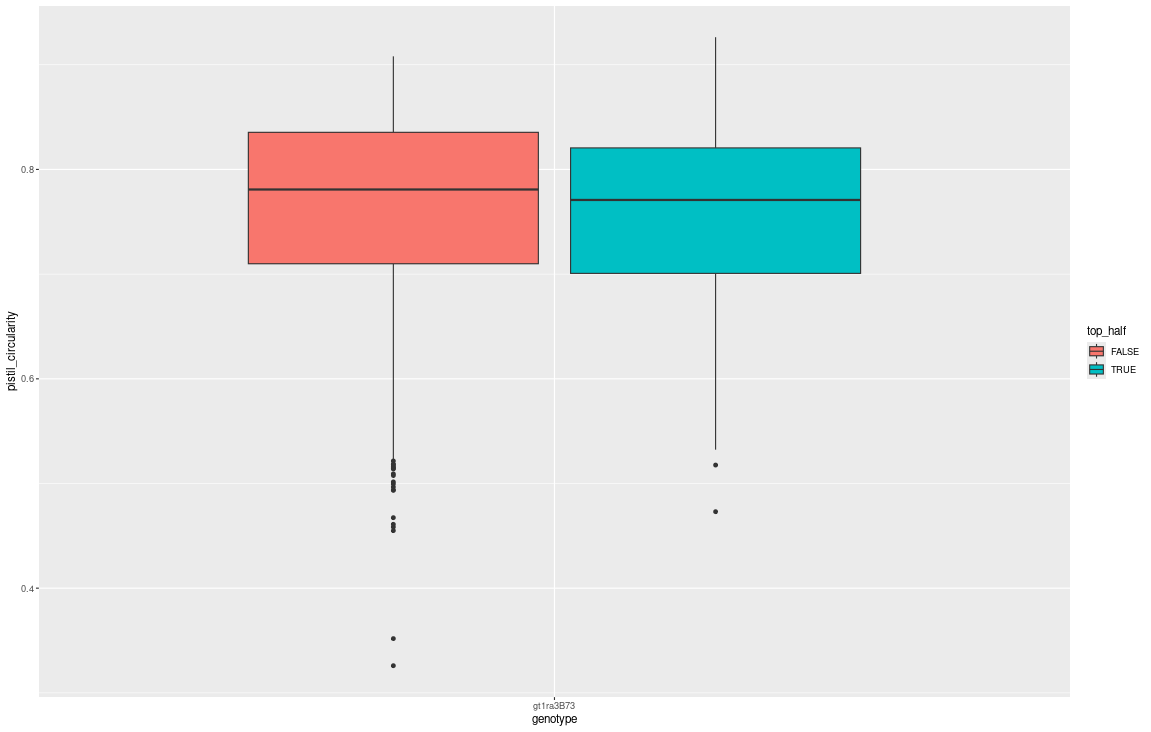 pistil_circularity
0.8
0.6
0.4
gt1ra3B73
genotype
top_half
FALSE
TRUE